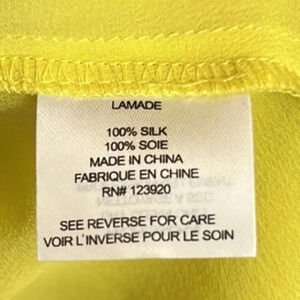 LAMADE
100% SILK
100% SOIE
MADE IN CHINA
FABRIQUE EN CHINE
RN# 123920
SEE REVERSE FOR CARE
VOIR L'INVERSE POUR LE SOIN